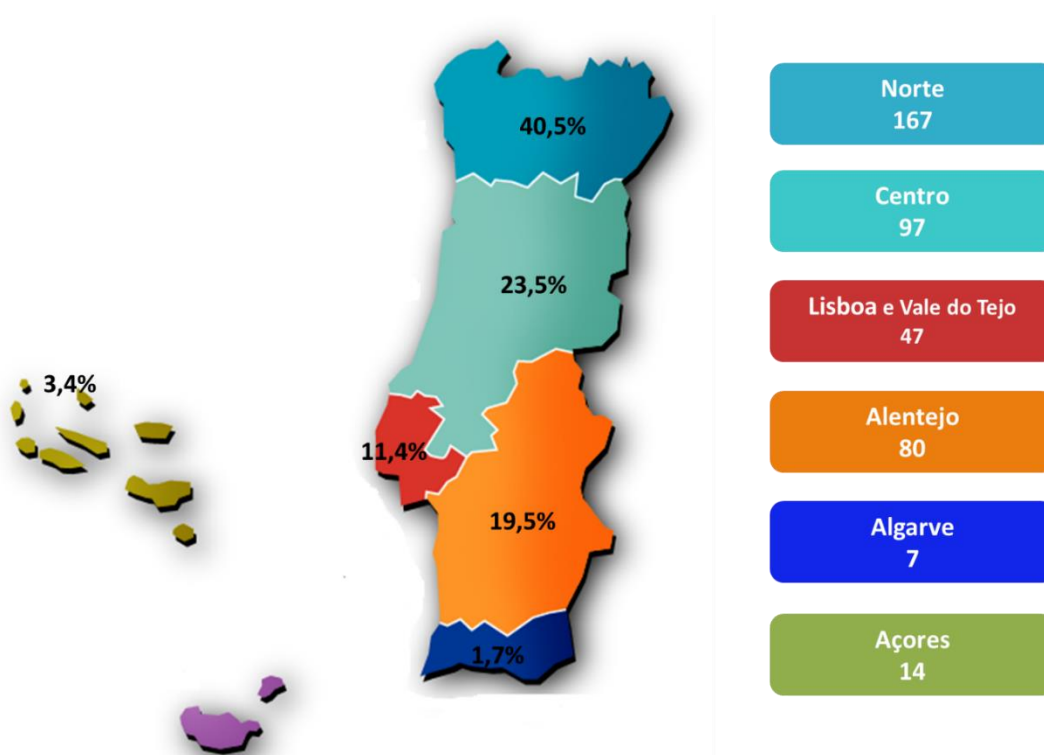 40,5%
23,5%
3,4%
11,4%
19,5%
1,7%
Norte
167
Centro
97
Lisboa e Vale do Tejo
47
Alentejo
80
Algarve
7
Açores
14